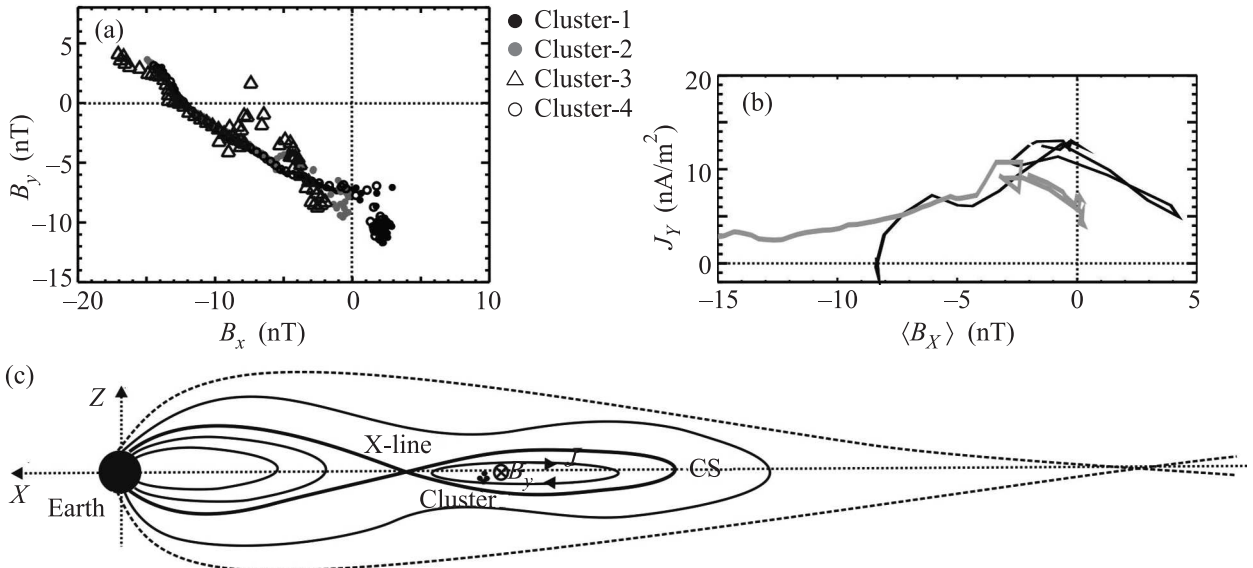 (a)
Cluster-1
Cluster-2
Cluster-3
Cluster-4
5
0
–5
–10
–15
B_y (nT)
–20
–10
0
10
B_x (nT)
(b)
20
10
0
J_Y (nA/m²)
–15
–10
–5
0
5
⟨B_X⟩ (nT)
(c)
Z
X-line
J
B_y
CS
X
Earth
Cluster